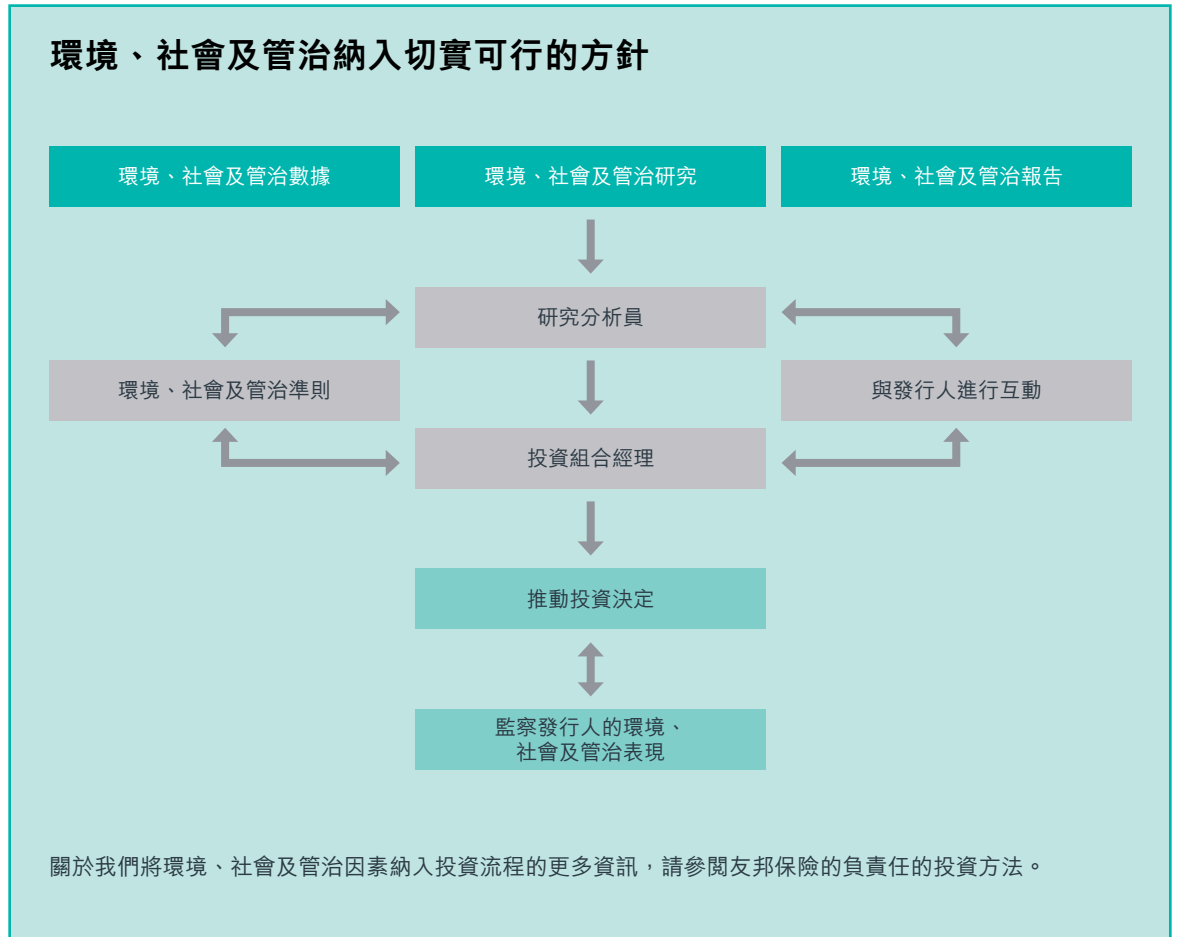 環境、社會及管治納入切實可行的方針
環境、社會及管治數據
環境、社會及管治研究
環境、社會及管治報告
研究分析員
環境、社會及管治準則
與發行人進行互動
投資組合經理
推動投資決定
監察發行人的環境、
社會及管治表現
關於我們將環境、社會及管治因素納入投資流程的更多資訊，請參閱友邦保險的負責任的投資方法。